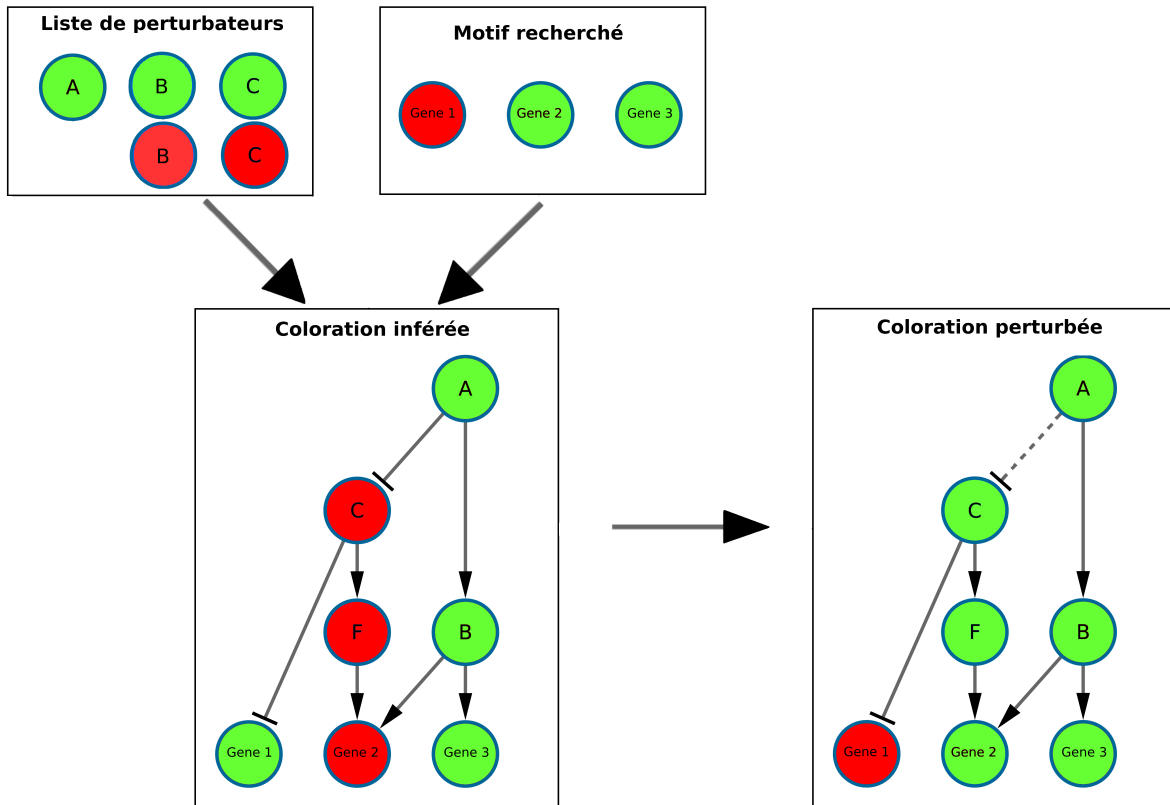 Liste de perturbateurs
A B C
B C
Motif recherché
Gene 1 Gene 2 Gene 3
Coloration inférée
A
C
F B
Gene 1 Gene 2 Gene 3
Coloration perturbée
A
C
F B
Gene 1 Gene 2 Gene 3